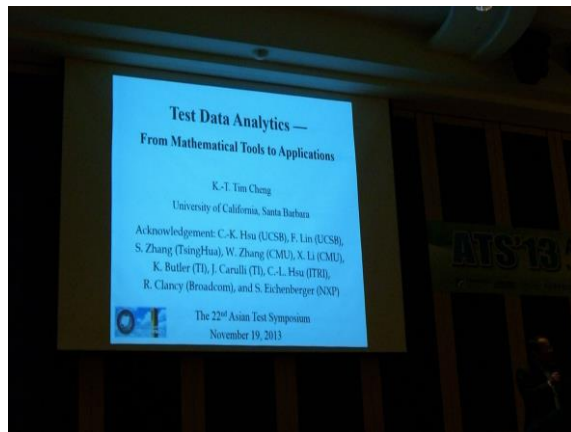 Test Data Analytics —
From Mathematical Tools to Applications
K.-T. Tim Cheng
University of California, Santa Barbara
Acknowledgement: C.-K. Hsu (UCSB), F. Lin (UCSB),
S. Zhang (TsingHua), W. Zhang (CMU), X. Li (CMU),
K. Butler (TI), J. Carulli (TI), C.-L. Hsu (ITRI),
R. Clancy (Broadcom), and S. Eichenberger (NXP)
The 22nd Asian Test Symposium
November 19, 2013
ATS'13